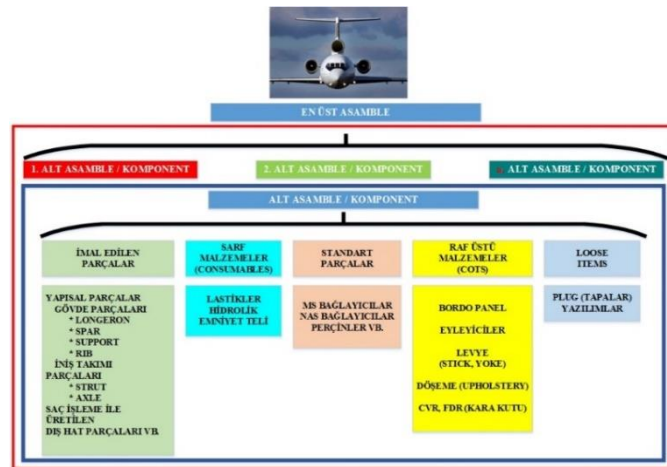 EN ÜST ASAMBLE
1. ALT ASAMBLE / KOMPONENT
2. ALT ASAMBLE / KOMPONENT
ALT ASAMBLE / KOMPONENT
ALT ASAMBLE / KOMPONENT
İMAL EDİLEN
PARÇALAR
SARF
MALZEMELER
(CONSUMABLES)
STANDART
PARÇALAR
RAF ÜSTÜ
MALZEMELER
(COTS)
LOOSE
ITEMS
YAPISAL PARÇALAR
GÖVDE PARÇALARI
* LONGERON
* SPAR
* SUPPORT
* RIB
İNİŞ TAKIMI
PARÇALARI
* STRUT
* AXLE
SAÇ İŞLEME İLE
ÜRETİLEN
DIŞ HAT PARÇALARI VB.
LASTİKLER
HİDROLİK
EMNİYET TELİ
MS BAĞLAYICILAR
NAS BAĞLAYICILAR
PERÇİNLER VB.
BORDO PANEL
EYLEYİCİLER
LEVYE
(STICK, YOKE)
DÖŞEME (UPHOLSTERY)
CVR, FDR (KARA KUTU)
PLUG (TAPALAR)
YAZILIMLAR